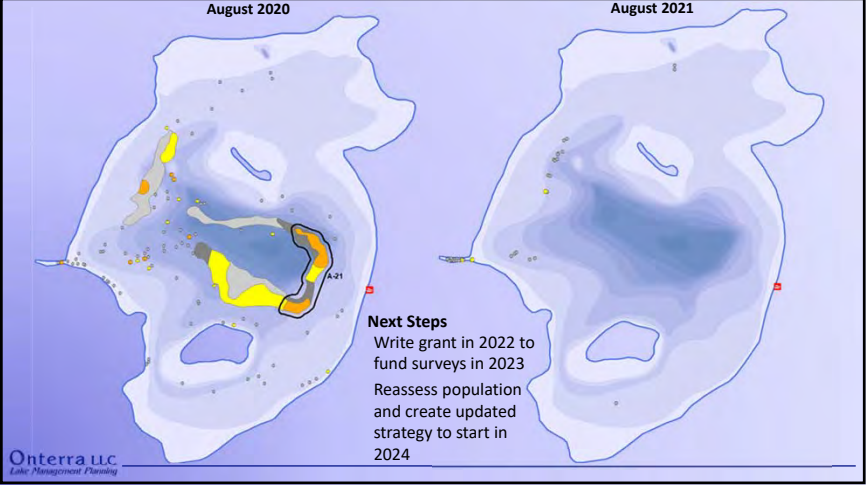 August 2020
August 2021
A-21
Next Steps
Write grant in 2022 to
fund surveys in 2023
Reassess population
and create updated
strategy to start in
2024
Onterra LLC
Lake Management Planning